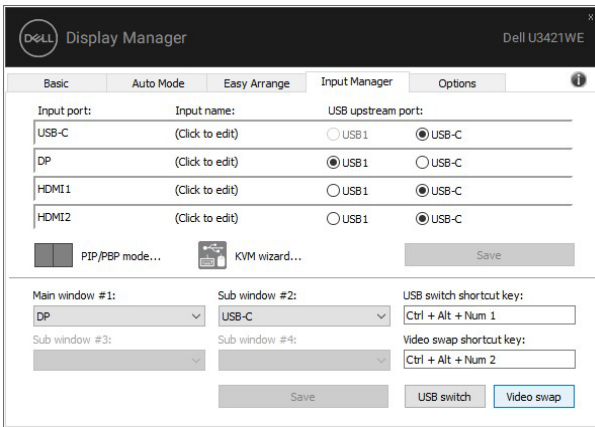 DELL Display Manager Dell U3421WE x
Basic Auto Mode Easy Arrange Input Manager Options i
Input port: Input name: USB upstream port:
USB-C (Click to edit) USB1 USB-C
DP (Click to edit) USB1 USB-C
HDMI1 (Click to edit) USB1 USB-C
HDMI2 (Click to edit) USB1 USB-C
PIP/PBP mode... KVM wizard... Save
Main window #1: Sub window #2: USB switch shortcut key:
DP USB-C Ctrl + Alt + Num 1
Sub window #3: Sub window #4: Video swap shortcut key:
Ctrl + Alt + Num 2
Save USB switch Video swap